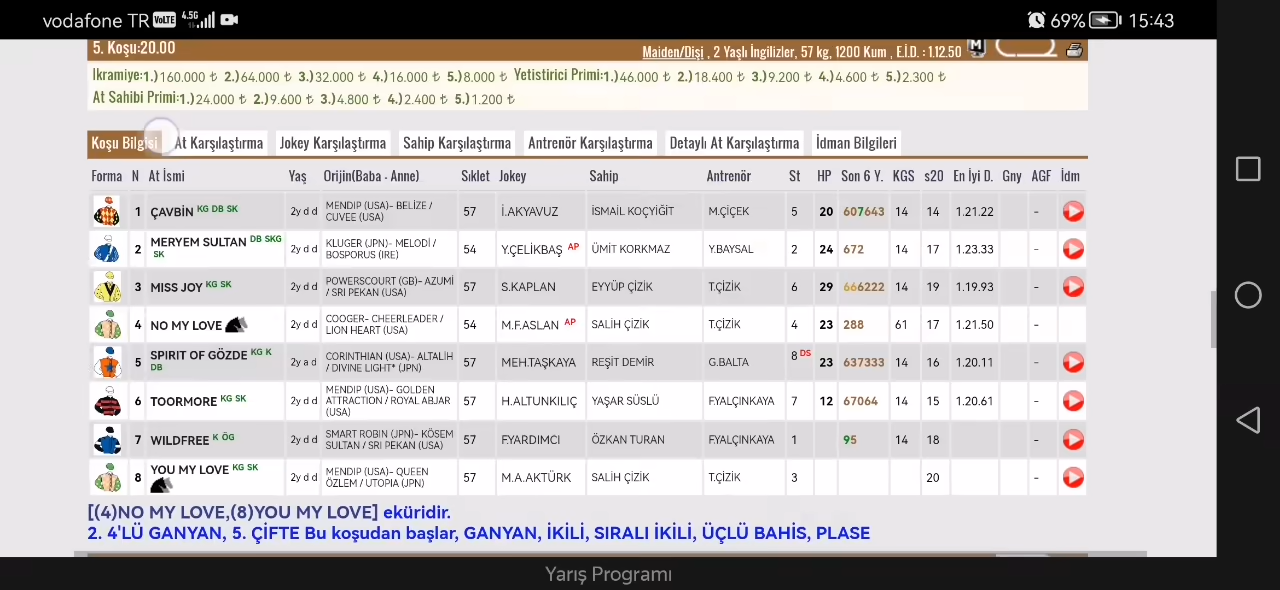 vodafone TR VoLTE 4.5G 69% 15:43
5. Koşu:20.00 Maiden/Dişi , 2 Yaşlı İngilizler, 57 kg, 1200 Kum , E.İ.D. : 1.12.50 M
İkramiye:1.)160.000 ₺ 2.)64.000 ₺ 3.)32.000 ₺ 4.)16.000 ₺ 5.)8.000 ₺ Yetistirici Primi:1.)46.000 ₺ 2.)18.400 ₺ 3.)9.200 ₺ 4.)4.600 ₺ 5.)2.300 ₺
At Sahibi Primi:1.)24.000 ₺ 2.)9.600 ₺ 3.)4.800 ₺ 4.)2.400 ₺ 5.)1.200 ₺
Koşu Bilgisi At Karşılaştırma Jokey Karşılaştırma Sahip Karşılaştırma Antrenör Karşılaştırma Detaylı At Karşılaştırma İdman Bilgileri
Forma N At İsmi Yaş Orijin(Baba - Anne) Sıklet Jokey Sahip Antrenör St HP Son 6 Y. KGS s20 En İyi D. Gny AGF İdm
1 ÇAVBİN KG DB SK 2y d d MENDIP (USA)- BELİZE / CUVEE (USA) 57 İ.AKYAVUZ İSMAİL KOÇYİĞİT M.ÇİÇEK 5 20 607643 14 14 1.21.22 -
2 MERYEM SULTAN DB SKG SK 2y d d KLUGER (JPN)- MELODİ / BOSPORUS (IRE) 54 Y.ÇELİKBAŞ AP ÜMİT KORKMAZ Y.BAYSAL 2 24 672 14 17 1.23.33 -
3 MISS JOY KG SK 2y d d POWERSCOURT (GB)- AZUMİ / SRI PEKAN (USA) 57 S.KAPLAN EYYÜP ÇİZİK T.ÇİZİK 6 29 666222 14 19 1.19.93 -
4 NO MY LOVE 2y d d COOGER- CHEERLEADER / LION HEART (USA) 54 M.F.ASLAN AP SALİH ÇİZİK T.ÇİZİK 4 23 288 61 17 1.21.50 -
5 SPIRIT OF GÖZDE KG K DB 2y a d CORINTHIAN (USA)- ALTALİH / DIVINE LIGHT* (JPN) 57 MEH.TAŞKAYA REŞİT DEMİR G.BALTA 8 DS 23 637333 14 16 1.20.11 -
6 TOORMORE KG SK 2y d d MENDIP (USA)- GOLDEN ATTRACTION / ROYAL ABJAR (USA) 57 H.ALTUNKILIÇ YAŞAR SÜSLÜ F.YALÇINKAYA 7 12 67064 14 15 1.20.61 -
7 WILDFREE K ÖG 2y d d SMART ROBIN (JPN)- KÖSEM SULTAN / SRI PEKAN (USA) 57 F.YARDIMCI ÖZKAN TURAN F.YALÇINKAYA 1 95 14 18 -
8 YOU MY LOVE KG SK 2y d d MENDIP (USA)- QUEEN ÖZLEM / UTOPIA (JPN) 57 M.A.AKTÜRK SALİH ÇİZİK T.ÇİZİK 3 20 -
[(4)NO MY LOVE,(8)YOU MY LOVE] eküridir.
2. 4'LÜ GANYAN, 5. ÇİFTE Bu koşudan başlar, GANYAN, İKİLİ, SIRALI İKİLİ, ÜÇLÜ BAHİS, PLASE
Yarış Programı